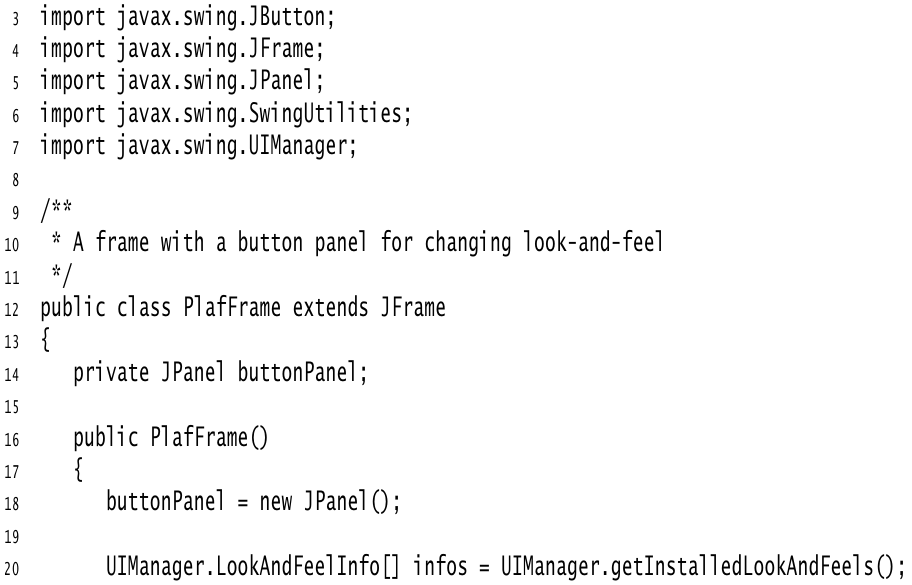 3 import javax.swing.JButton;
4 import javax.swing.JFrame;
5 import javax.swing.JPanel;
6 import javax.swing.SwingUtilities;
7 import javax.swing.UIManager;
8
9 /**
10  * A frame with a button panel for changing look-and-feel
11  */
12 public class PlafFrame extends JFrame
13 {
14    private JPanel buttonPanel;
15
16    public PlafFrame()
17    {
18       buttonPanel = new JPanel();
19
20       UIManager.LookAndFeelInfo[] infos = UIManager.getInstalledLookAndFeels();